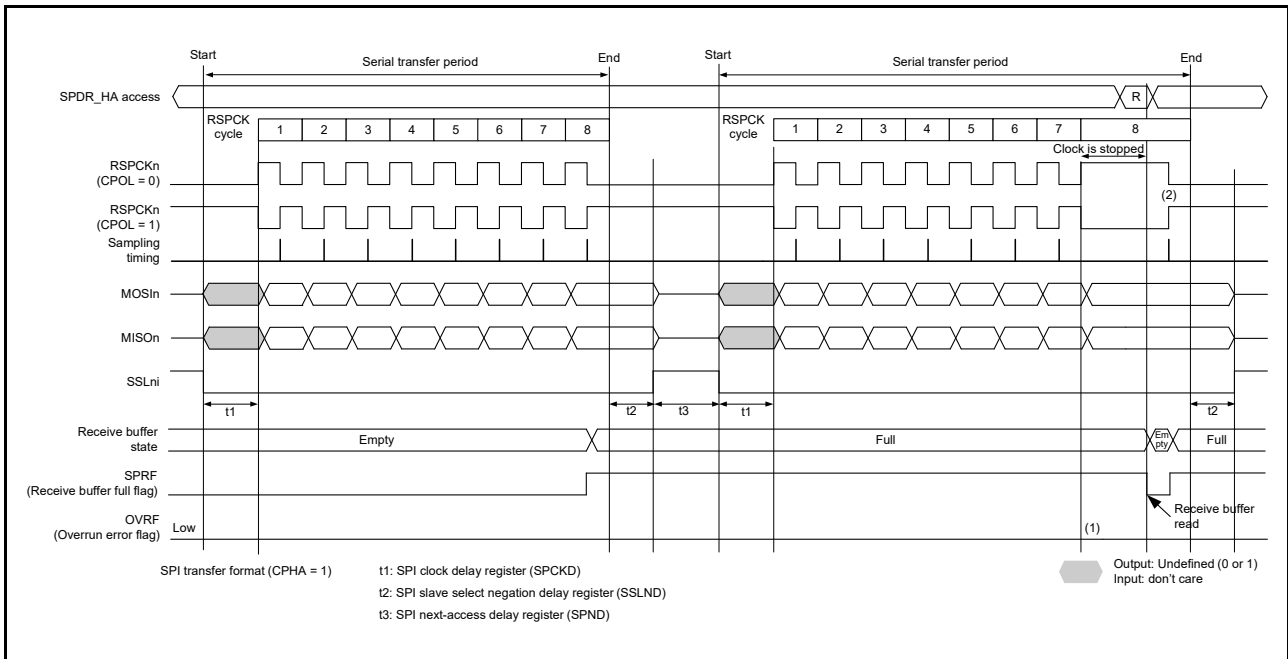 Start
End
Start
End
Serial transfer period
Serial transfer period
SPDR_HA access
R
RSPCK
cycle
1 2 3 4 5 6 7 8
RSPCK
cycle
1 2 3 4 5 6 7 8
Clock is stopped
RSPCKn
(CPOL = 0)
(2)
RSPCKn
(CPOL = 1)
Sampling
timing
MOSIn
MISOn
SSLni
t1
t2
t3
t1
t2
Receive buffer
state
Empty
Full
Em
pty
Full
SPRF
(Receive buffer full flag)
Receive buffer
read
OVRF
(Overrun error flag)
Low
(1)
SPI transfer format (CPHA = 1)
t1: SPI clock delay register (SPCKD)
t2: SPI slave select negation delay register (SSLND)
t3: SPI next-access delay register (SPND)
Output: Undefined (0 or 1)
Input: don't care